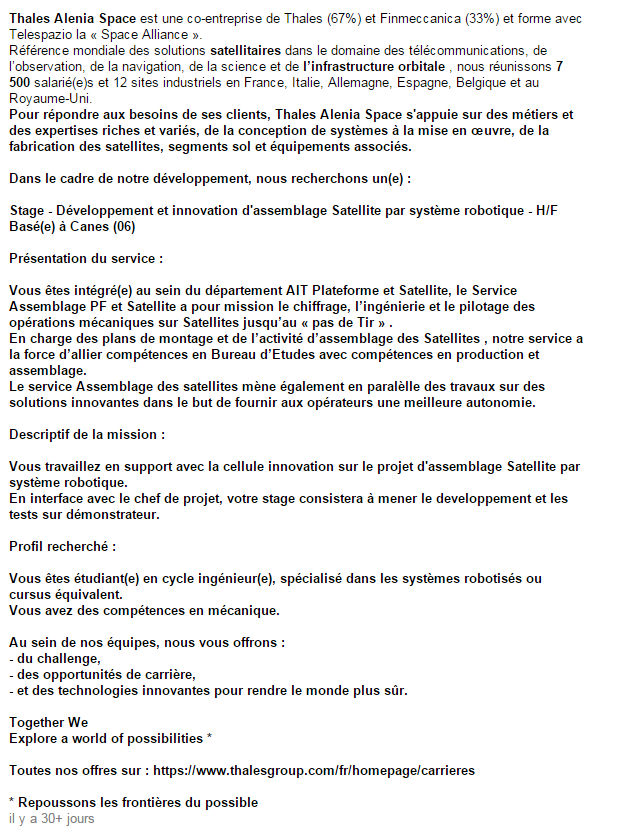 Thales Alenia Space est une co-entreprise de Thales (67%) et Finmeccanica (33%) et forme avec
Telespazio la « Space Alliance ».
Référence mondiale des solutions satellitaires dans le domaine des télécommunications, de
l'observation, de la navigation, de la science et de l'infrastructure orbitale , nous réunissons 7
500 salarié(e)s et 12 sites industriels en France, Italie, Allemagne, Espagne, Belgique et au
Royaume-Uni.
Pour répondre aux besoins de ses clients, Thales Alenia Space s'appuie sur des métiers et
des expertises riches et variés, de la conception de systèmes à la mise en œuvre, de la
fabrication des satellites, segments sol et équipements associés.
Dans le cadre de notre développement, nous recherchons un(e) :
Stage - Développement et innovation d'assemblage Satellite par système robotique - H/F
Basé(e) à Canes (06)
Présentation du service :
Vous êtes intégré(e) au sein du département AIT Plateforme et Satellite, le Service
Assemblage PF et Satellite a pour mission le chiffrage, l'ingénierie et le pilotage des
opérations mécaniques sur Satellites jusqu'au « pas de Tir » .
En charge des plans de montage et de l'activité d'assemblage des Satellites , notre service a
la force d'allier compétences en Bureau d'Etudes avec compétences en production et
assemblage.
Le service Assemblage des satellites mène également en paralèlle des travaux sur des
solutions innovantes dans le but de fournir aux opérateurs une meilleure autonomie.
Descriptif de la mission :
Vous travaillez en support avec la cellule innovation sur le projet d'assemblage Satellite par
système robotique.
En interface avec le chef de projet, votre stage consistera à mener le developpement et les
tests sur démonstrateur.
Profil recherché :
Vous êtes étudiant(e) en cycle ingénieur(e), spécialisé dans les systèmes robotisés ou
cursus équivalent.
Vous avez des compétences en mécanique.
Au sein de nos équipes, nous vous offrons :
- du challenge,
- des opportunités de carrière,
- et des technologies innovantes pour rendre le monde plus sûr.
Together We
Explore a world of possibilities *
Toutes nos offres sur : https://www.thalesgroup.com/fr/homepage/carrieres
* Repoussons les frontières du possible
il y a 30+ jours